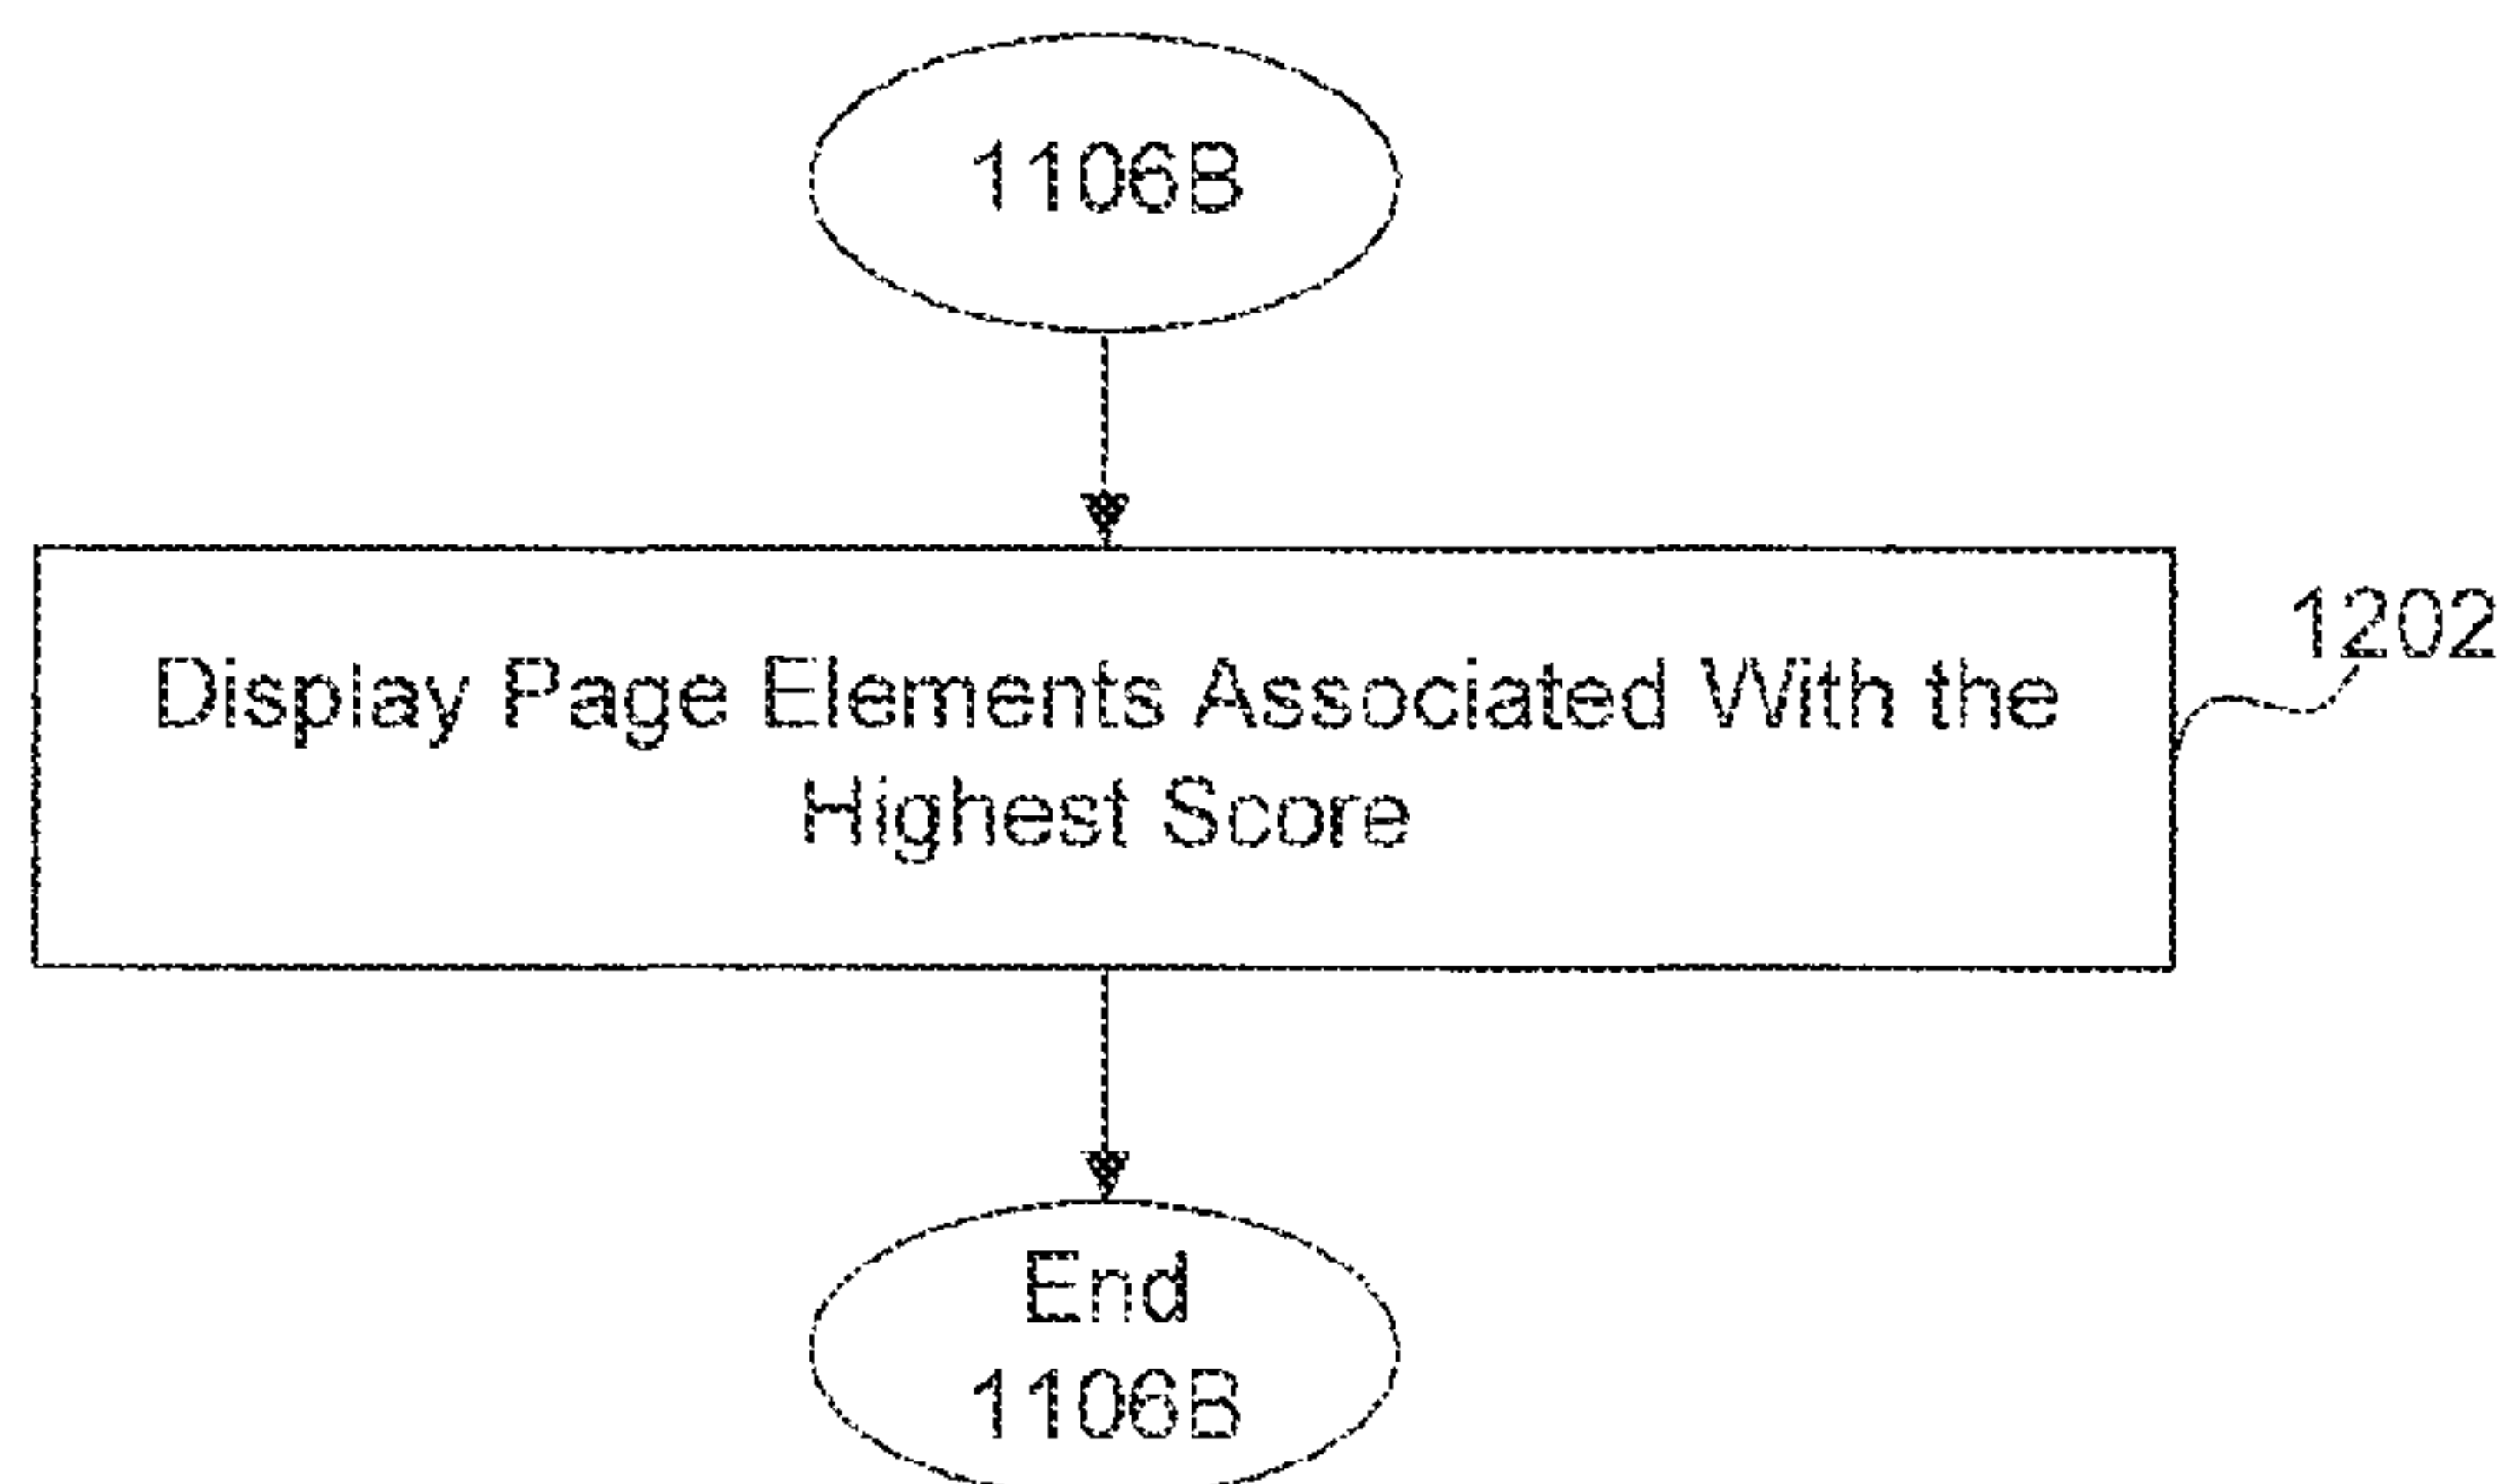 1106B
1202
Display Page Elements Associated With the
Highest Score
End
1106B